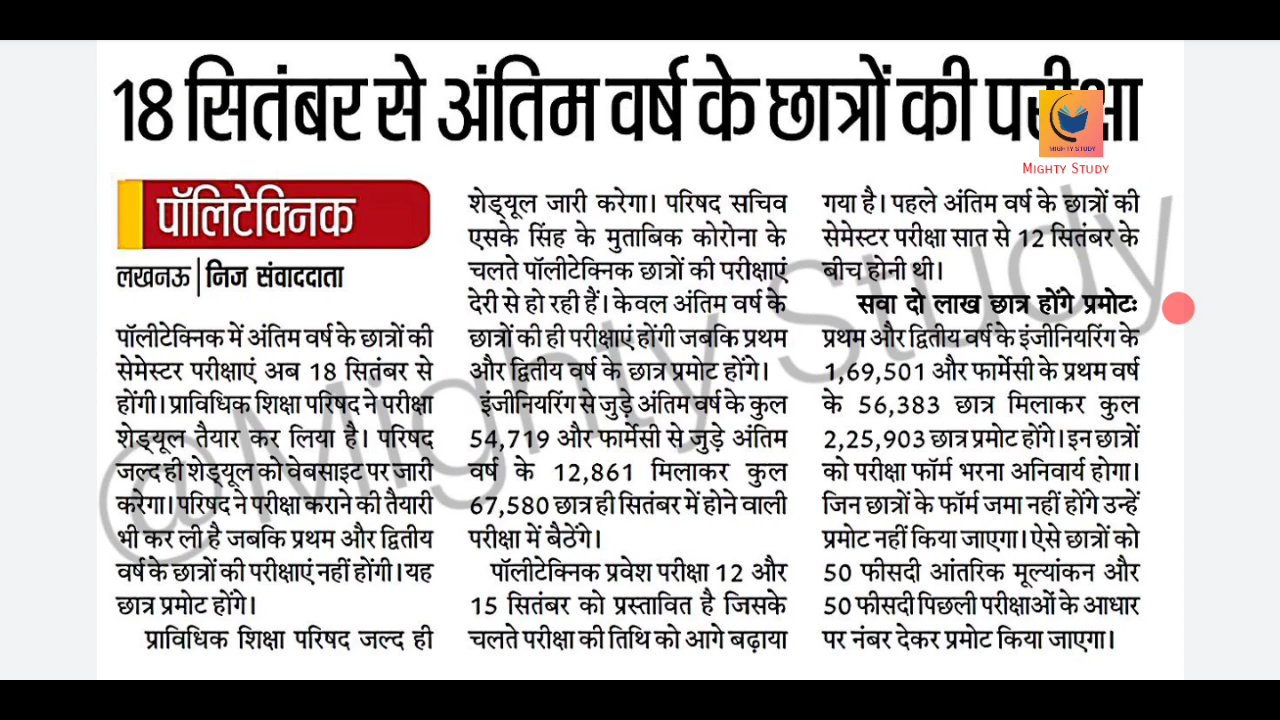 18 सितंबर से अंतिम वर्ष के छात्रों की परीक्षा
MIGHTY STUDY
MIGHTY STUDY
पॉलिटेक्निक
लखनऊ | निज संवाददाता
पॉलीटेक्निक में अंतिम वर्ष के छात्रों की
सेमेस्टर परीक्षाएं अब 18 सितंबर से
होंगी। प्राविधिक शिक्षा परिषद ने परीक्षा
शेड्यूल तैयार कर लिया है। परिषद
जल्द ही शेड्यूल को वेबसाइट पर जारी
करेगा। परिषद ने परीक्षा कराने की तैयारी
भी कर ली है जबकि प्रथम और द्वितीय
वर्ष के छात्रों की परीक्षाएं नहीं होंगी। यह
छात्र प्रमोट होंगे।
प्राविधिक शिक्षा परिषद जल्द ही
शेड्यूल जारी करेगा। परिषद सचिव
एसके सिंह के मुताबिक कोरोना के
चलते पॉलीटेक्निक छात्रों की परीक्षाएं
देरी से हो रही हैं। केवल अंतिम वर्ष के
छात्रों की ही परीक्षाएं होंगी जबकि प्रथम
और द्वितीय वर्ष के छात्र प्रमोट होंगे।
इंजीनियरिंग से जुड़े अंतिम वर्ष के कुल
54,719 और फार्मेसी से जुड़े अंतिम
वर्ष के 12,861 मिलाकर कुल
67,580 छात्र ही सितंबर में होने वाली
परीक्षा में बैठेंगे।
पॉलीटेक्निक प्रवेश परीक्षा 12 और
15 सितंबर को प्रस्तावित है जिसके
चलते परीक्षा की तिथि को आगे बढ़ाया
गया है। पहले अंतिम वर्ष के छात्रों की
सेमेस्टर परीक्षा सात से 12 सितंबर के
बीच होनी थी।
सवा दो लाख छात्र होंगे प्रमोटः
प्रथम और द्वितीय वर्ष के इंजीनियरिंग के
1,69,501 और फार्मेसी के प्रथम वर्ष
के 56,383 छात्र मिलाकर कुल
2,25,903 छात्र प्रमोट होंगे। इन छात्रों
को परीक्षा फॉर्म भरना अनिवार्य होगा।
जिन छात्रों के फॉर्म जमा नहीं होंगे उन्हें
प्रमोट नहीं किया जाएगा। ऐसे छात्रों को
50 फीसदी आंतरिक मूल्यांकन और
50 फीसदी पिछली परीक्षाओं के आधार
पर नंबर देकर प्रमोट किया जाएगा।
@Mighty Study